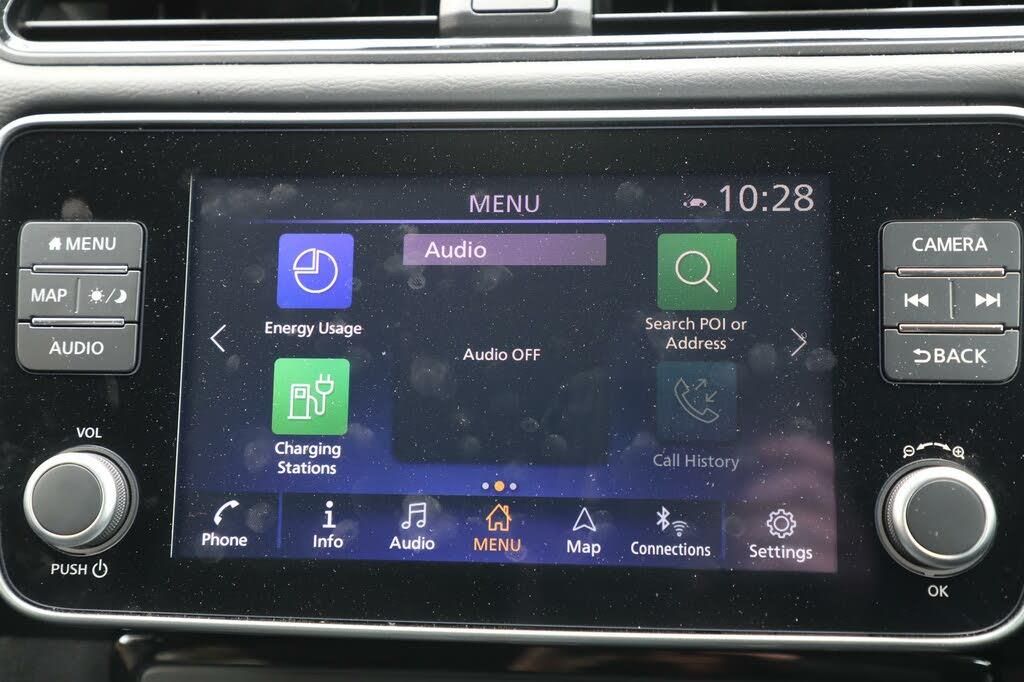 MENU
10:28
MENU
MAP
AUDIO
VOL
PUSH
Energy Usage
Charging
Stations
Audio
Audio OFF
Search POI or
Address
Call History
Phone
Info
Audio
MENU
Map
Connections
Settings
CAMERA
BACK
OK